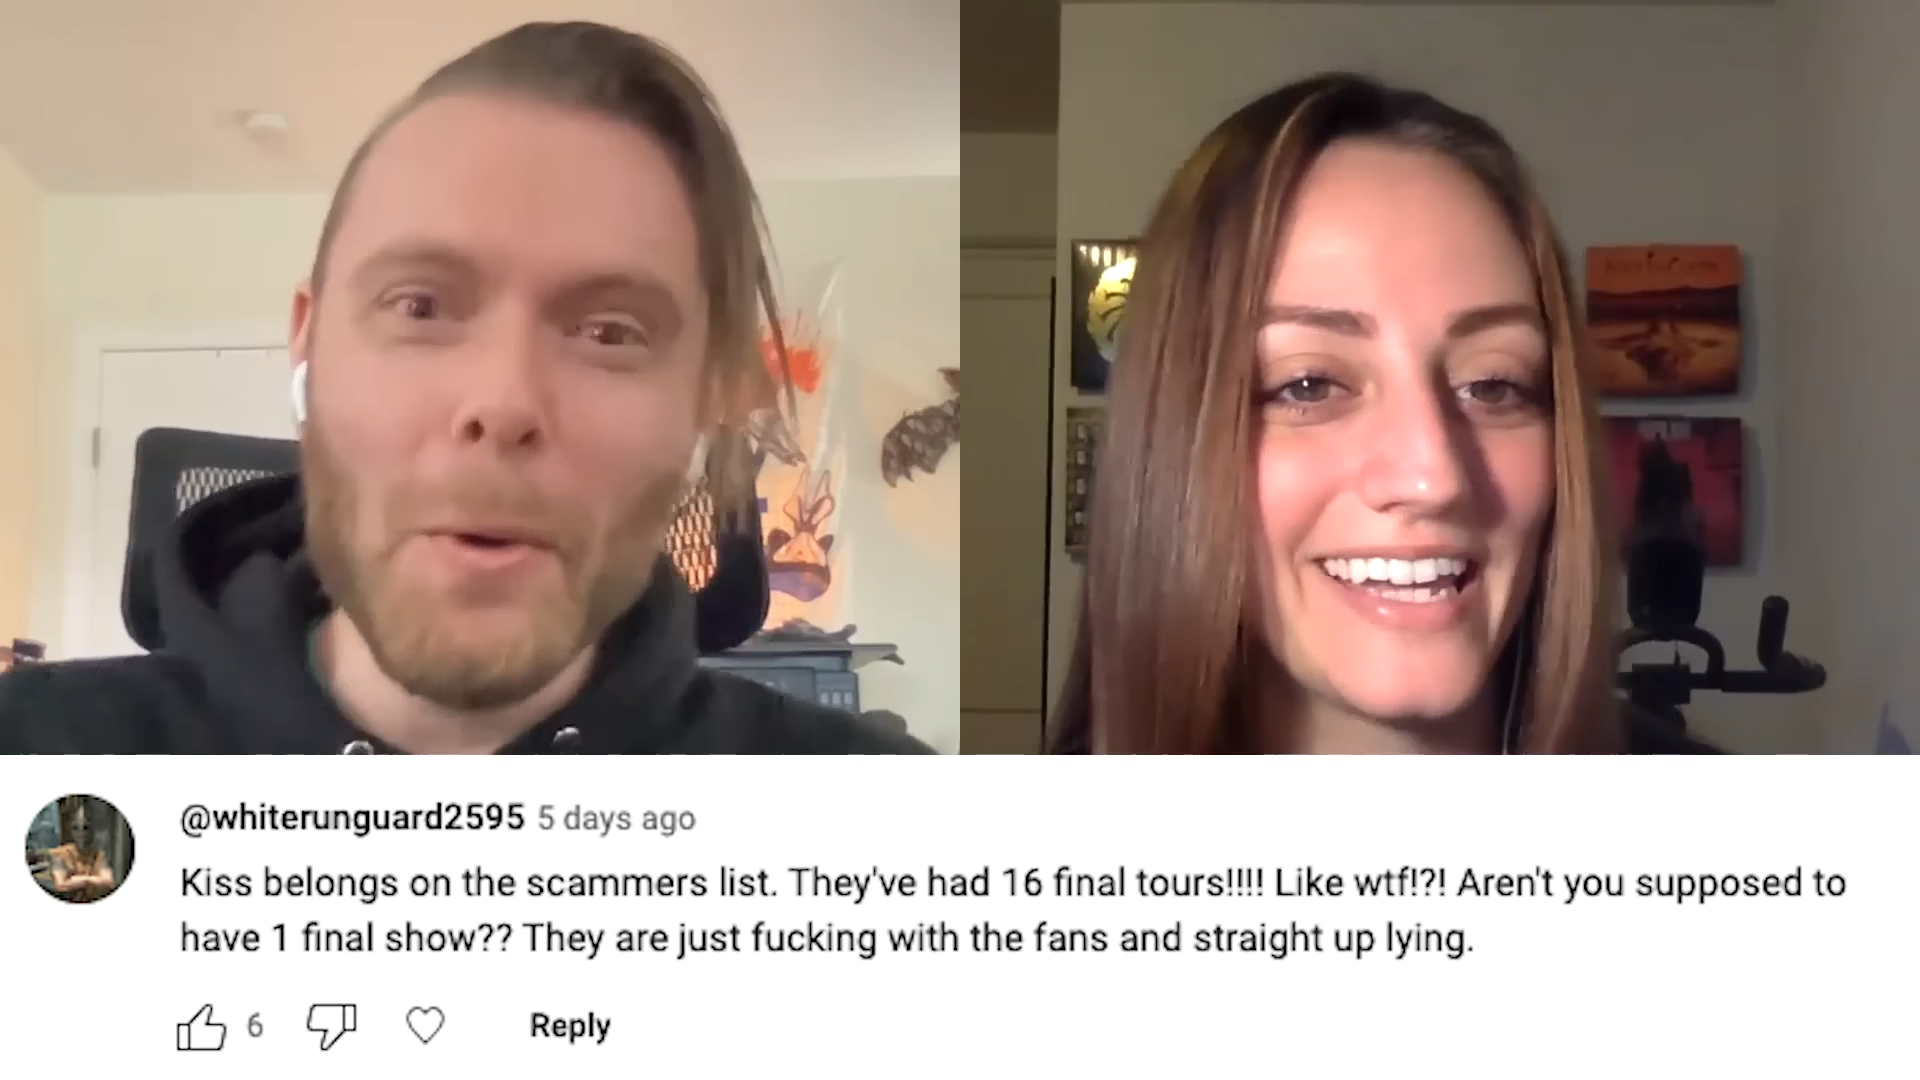 @whiterunguard2595 5 days ago
Kiss belongs on the scammers list. They've had 16 final tours!!!! Like wtf!?! Aren't you supposed to
have 1 final show?? They are just fucking with the fans and straight up lying.
6 Reply